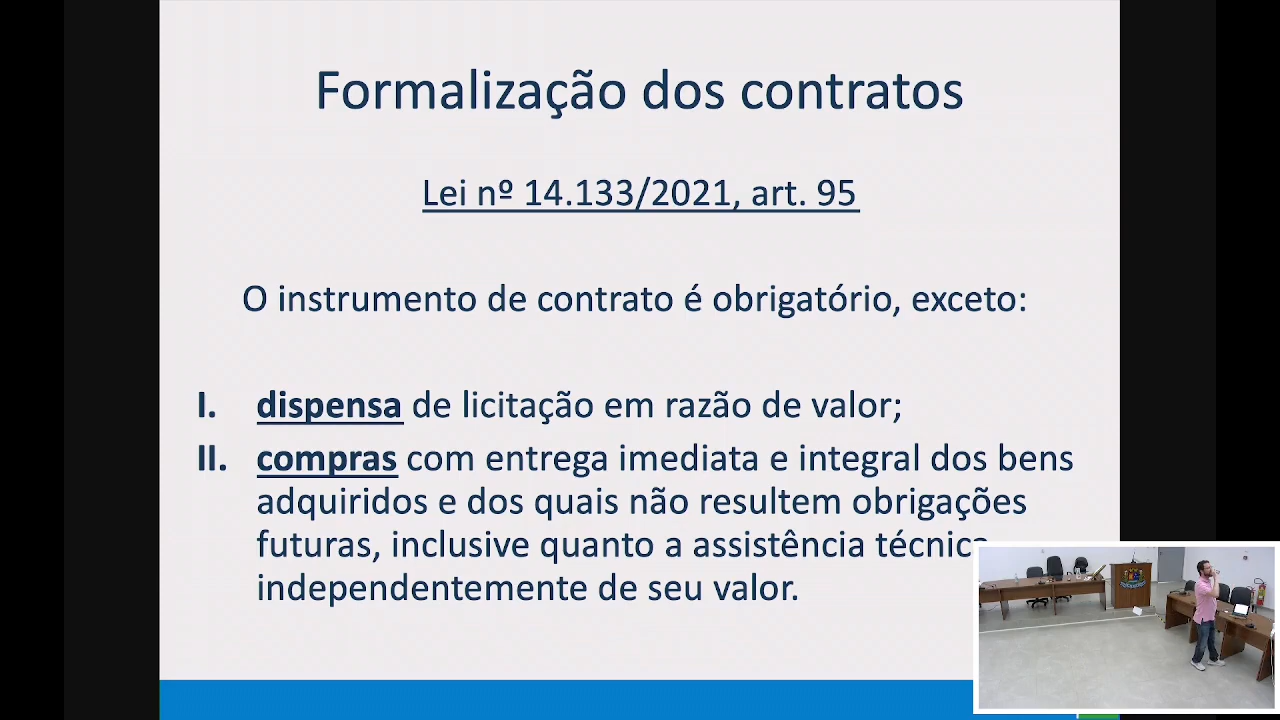 Formalização dos contratos
Lei nº 14.133/2021, art. 95
O instrumento de contrato é obrigatório, exceto:
I. dispensa de licitação em razão de valor;
II. compras com entrega imediata e integral dos bens
adquiridos e dos quais não resultem obrigações
futuras, inclusive quanto a assistência técnica
independentemente de seu valor.